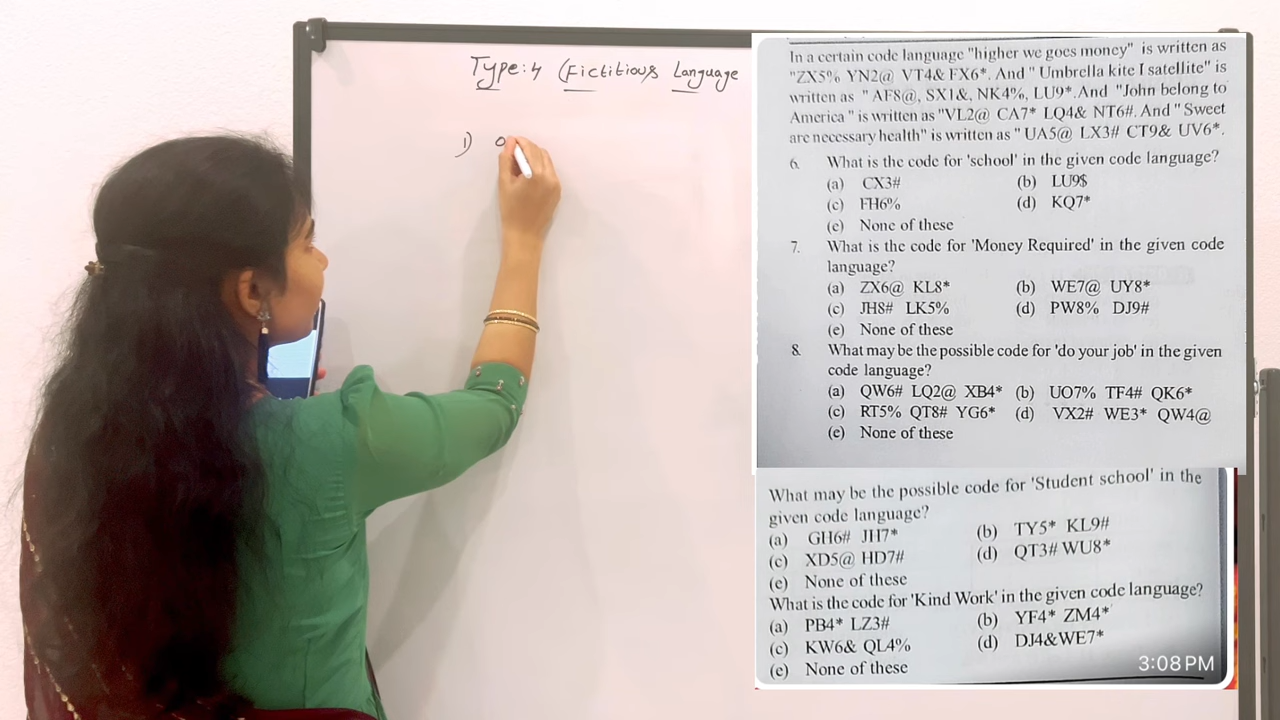 Type: 4 (Fictitious Language
1) o
In a certain code language "higher we goes money" is written as
"ZX5% YN2@ VT4& FX6*. And " Umbrella kite I satellite" is
written as " AF8@, SX1&, NK4%, LU9*. And "John belong to
America " is written as "VL2@ CA7* LQ4& NT6#. And " Sweet
are necessary health" is written as " UA5@ LX3# CT9& UV6*.
6. What is the code for 'school' in the given code language?
(a) CX3# (b) LU9$
(c) FH6% (d) KQ7*
(e) None of these
7. What is the code for 'Money Required' in the given code
language?
(a) ZX6@ KL8* (b) WE7@ UY8*
(c) JH8# LK5% (d) PW8% DJ9#
(e) None of these
8. What may be the possible code for 'do your job' in the given
code language?
(a) QW6# LQ2@ XB4* (b) UO7% TF4# QK6*
(c) RT5% QT8# YG6* (d) VX2# WE3* QW4@
(e) None of these
What may be the possible code for 'Student school' in the
given code language?
(a) GH6# JH7* (b) TY5* KL9#
(c) XD5@ HD7# (d) QT3# WU8*
(e) None of these
What is the code for 'Kind Work' in the given code language?
(a) PB4* LZ3# (b) YF4* ZM4*
(c) KW6& QL4% (d) DJ4&WE7*
(e) None of these
3:08 PM